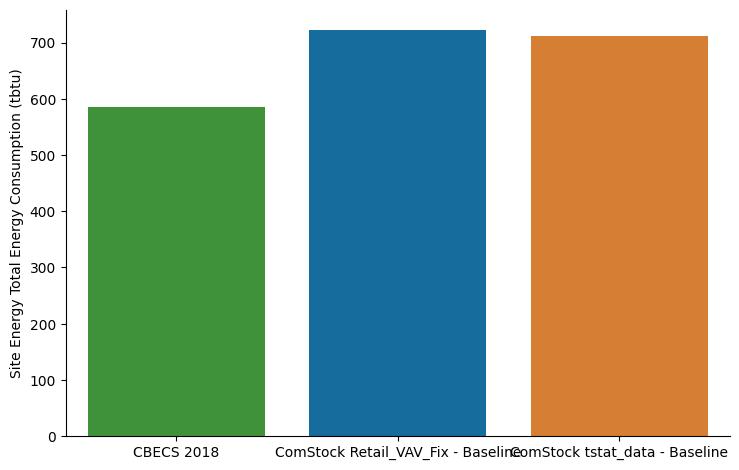 Site Energy Total Energy Consumption (tbtu)
700
600
500
400
300
200
100
0
CBECS 2018
ComStock Retail_VAV_Fix - Baseline
ComStock tstat_data - Baseline